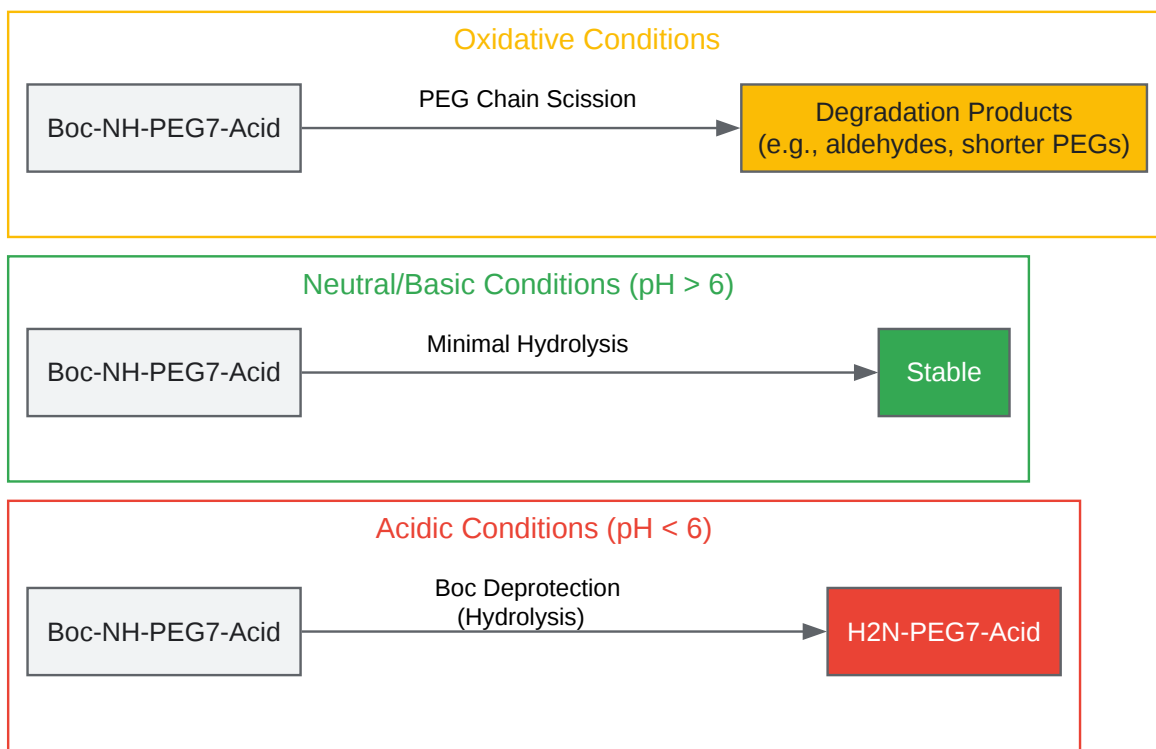 Oxidative Conditions
Boc-NH-PEG7-Acid
PEG Chain Scission
Degradation Products
(e.g., aldehydes, shorter PEGs)
Neutral/Basic Conditions (pH > 6)
Boc-NH-PEG7-Acid
Minimal Hydrolysis
Stable
Acidic Conditions (pH < 6)
Boc-NH-PEG7-Acid
Boc Deprotection
(Hydrolysis)
H2N-PEG7-Acid